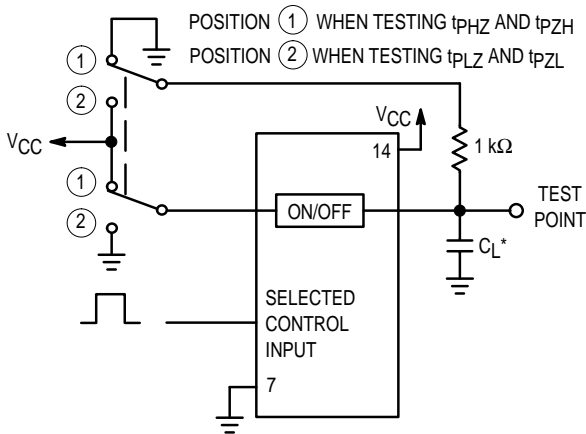 POSITION 1 WHEN TESTING tPHZ AND tPZH
POSITION 2 WHEN TESTING tPLZ AND tPZL
1
2
VCC
1
2
VCC
14
1 kΩ
ON/OFF
TEST
POINT
CL*
SELECTED
CONTROL
INPUT
7